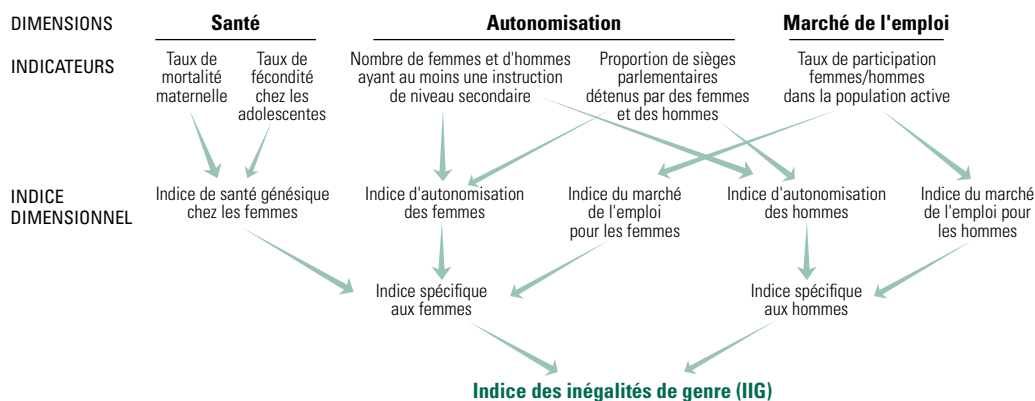 DIMENSIONS
Santé
Autonomisation
Marché de l'emploi
INDICATEURS
Taux de
mortalité
maternelle
Taux de
fécondité
chez les
adolescentes
Nombre de femmes et d'hommes
ayant au moins une instruction
de niveau secondaire
Proportion de sièges
parlementaires
détenus par des femmes
et des hommes
Taux de participation
femmes/hommes
dans la population active
INDICE
DIMENSIONNEL
Indice de santé génésique
chez les femmes
Indice d'autonomisation
des femmes
Indice du marché
de l'emploi
pour les femmes
Indice d'autonomisation
des hommes
Indice du marché
de l'emploi pour
les hommes
Indice spécifique
aux femmes
Indice spécifique
aux hommes
Indice des inégalités de genre (IIG)